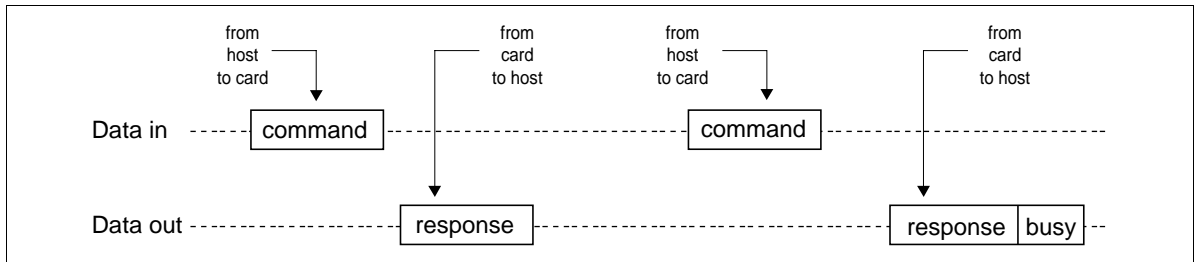 from
host
to card
from
card
to host
from
host
to card
from
card
to host
Data in
command
command
Data out
response
response
busy